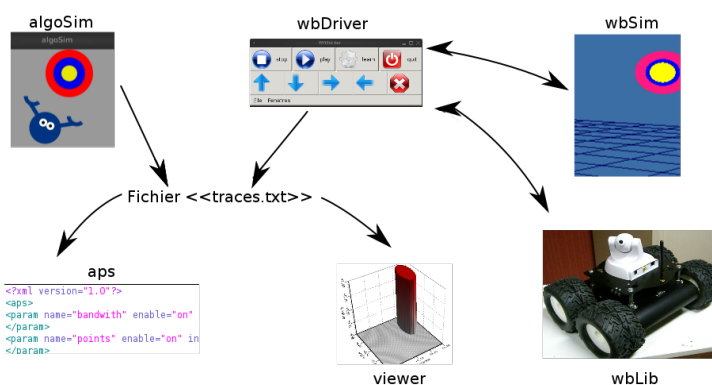 algoSim
wbDriver
wbSim
algoSim
stop
play
learn
quit
File
Fichier <<traces.txt>>
aps
<?xml version="1.0"?>
<aps>
<param name="bandwith" enable="on"
</param>
<param name="points" enable="on" in
</param>
viewer
wbLib